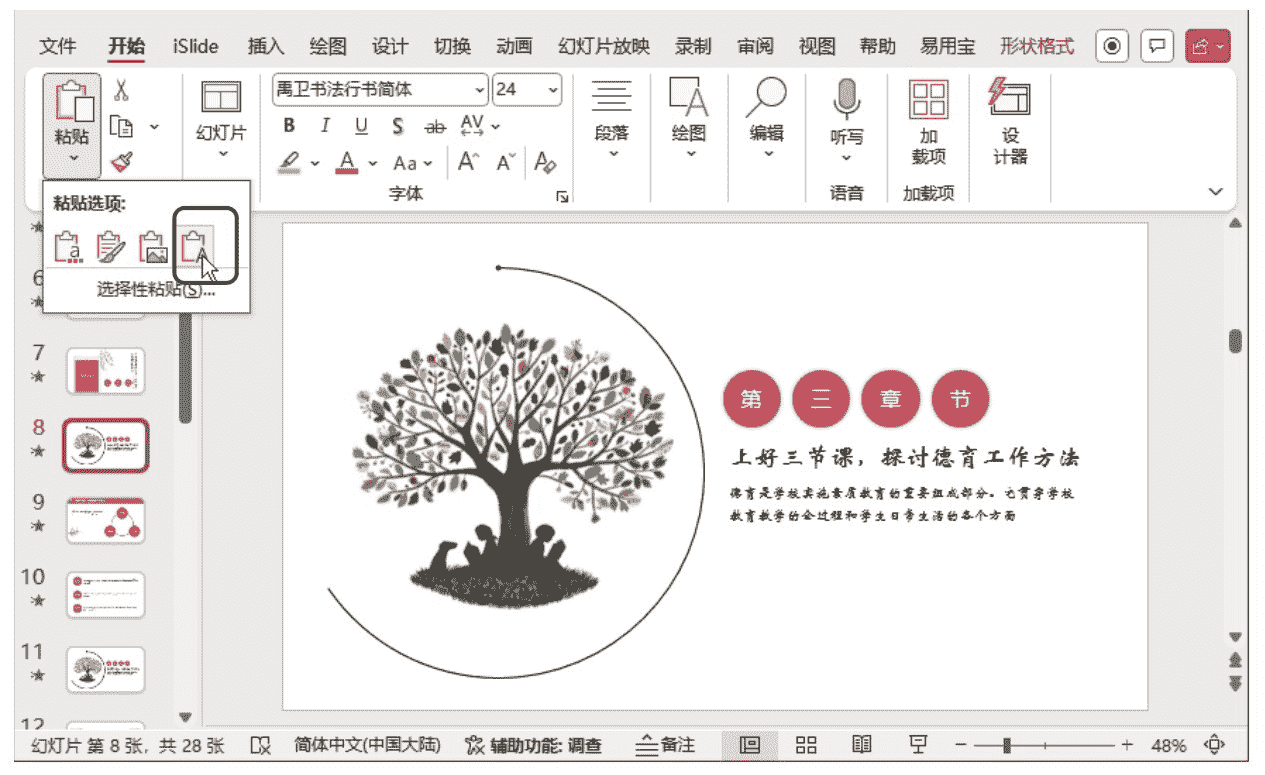 文件 开始 iSlide 插入 绘图 设计 切换 动画 幻灯片放映 录制 审阅 视图 帮助 易用宝 形状格式
粘贴
幻灯片
禹卫书法行书简体 24
B I U S ab AV
A Aa A A A
字体
段落
绘图
编辑
听写
语音
加
载项
加载项
设
计器
粘贴选项:
选择性粘贴(S)...
6
7
8
9
10
11
12
第 三 章 节
上好三节课，探讨德育工作方法
德育是学校实施素质教育的重要组成部分。它贯穿学校
教育教学的全过程和学生日常生活的各个方面
幻灯片 第 8 张，共 28 张 简体中文(中国大陆) 辅助功能: 调查 备注 48%